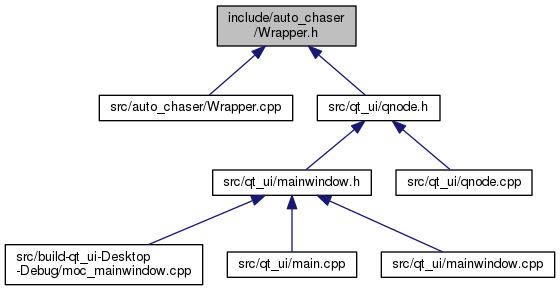 include/auto_chaser
/Wrapper.h
src/auto_chaser/Wrapper.cpp
src/qt_ui/qnode.h
src/qt_ui/mainwindow.h
src/qt_ui/qnode.cpp
src/build-qt_ui-Desktop
-Debug/moc_mainwindow.cpp
src/qt_ui/main.cpp
src/qt_ui/mainwindow.cpp